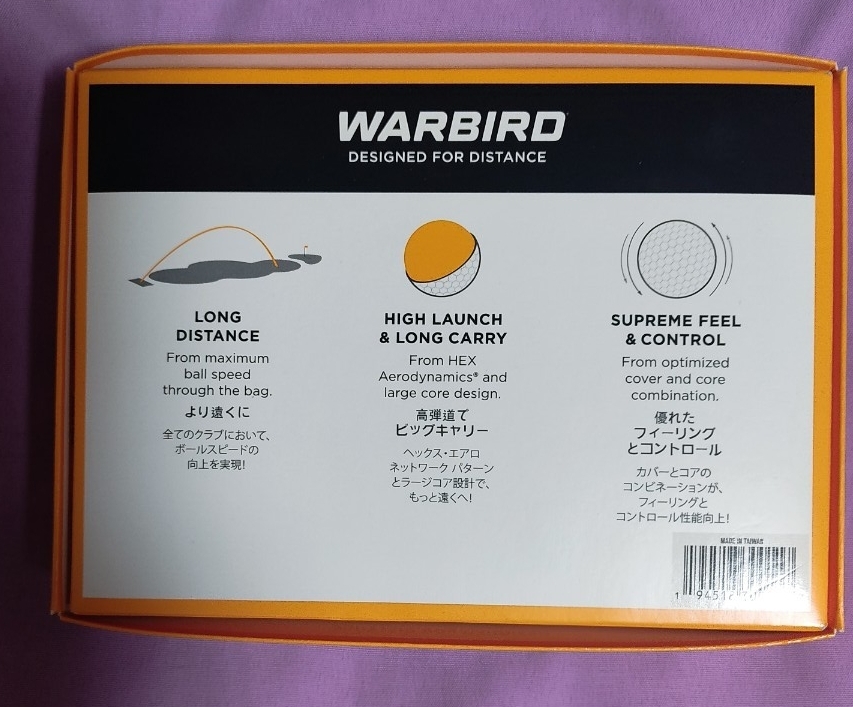 WARBIRD
DESIGNED FOR DISTANCE
LONG
DISTANCE
From maximum
ball speed
through the bag.
より遠くに
全てのクラブにおいて、
ボールスピードの
向上を実現!
HIGH LAUNCH
& LONG CARRY
From HEX
Aerodynamics® and
large core design.
高弾道で
ビッグキャリー
ヘックス・エアロ
ネットワーク パターン
とラージコア設計で、
もっと遠くへ!
SUPREME FEEL
& CONTROL
From optimized
cover and core
combination.
優れた
フィーリング
とコントロール
カバーとコアの
コンビネーションが、
フィーリングと
コントロール性能向上!
MADE IN TAIWAN